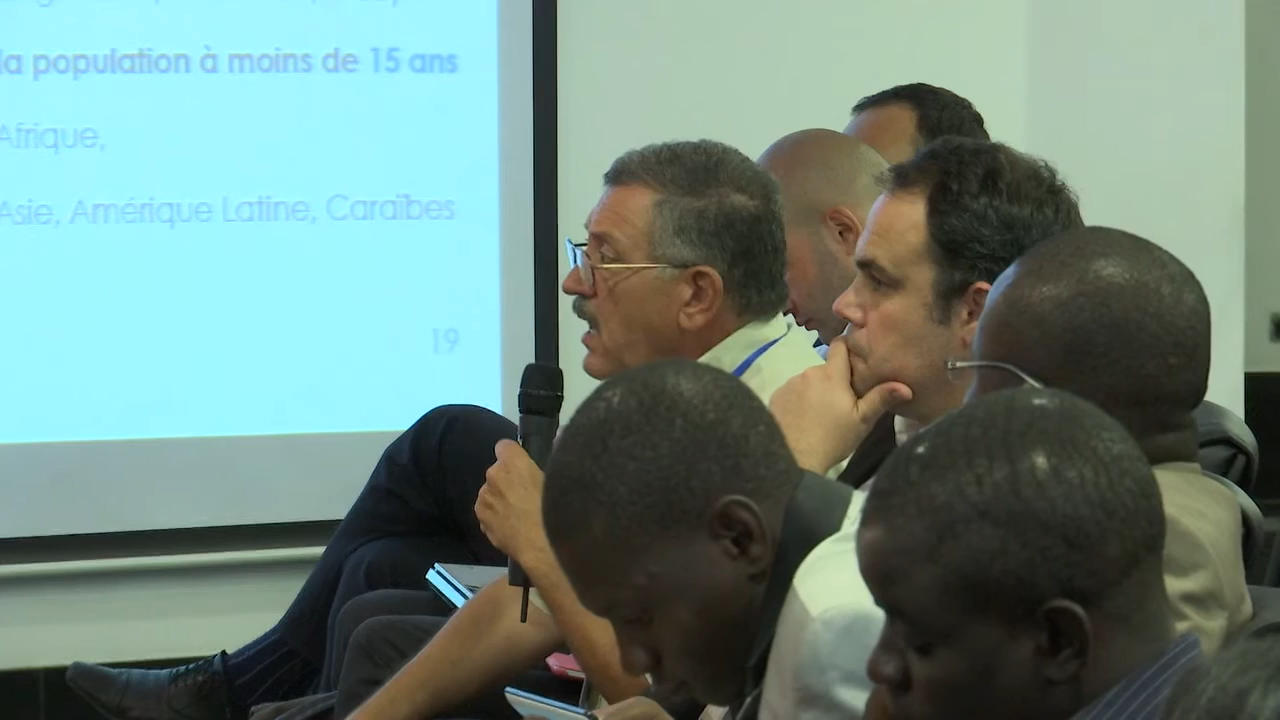 la population à moins de 15 ans
Afrique,
Asie, Amérique Latine, Caraïbes
19